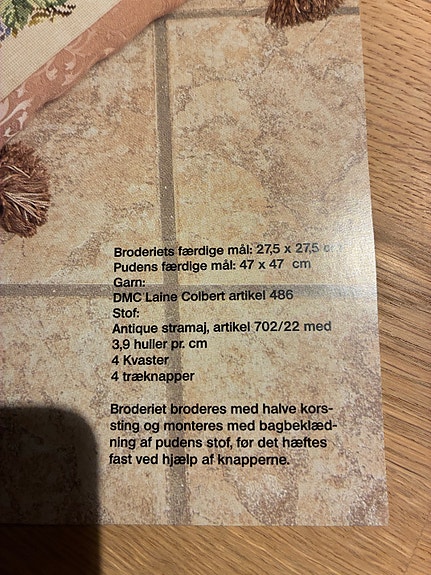 Broderiets færdige mål: 27,5 x 27,5 cm
Pudens færdige mål: 47 x 47 cm
Garn:
DMC Laine Colbert artikel 486
Stof:
Antique stramaj, artikel 702/22 med
3,9 huller pr. cm
4 Kvaster
4 træknapper
Broderiet broderes med halve kors-
sting og monteres med bagbeklæd-
ning af pudens stof, før det hæftes
fast ved hjælp af knapperne.